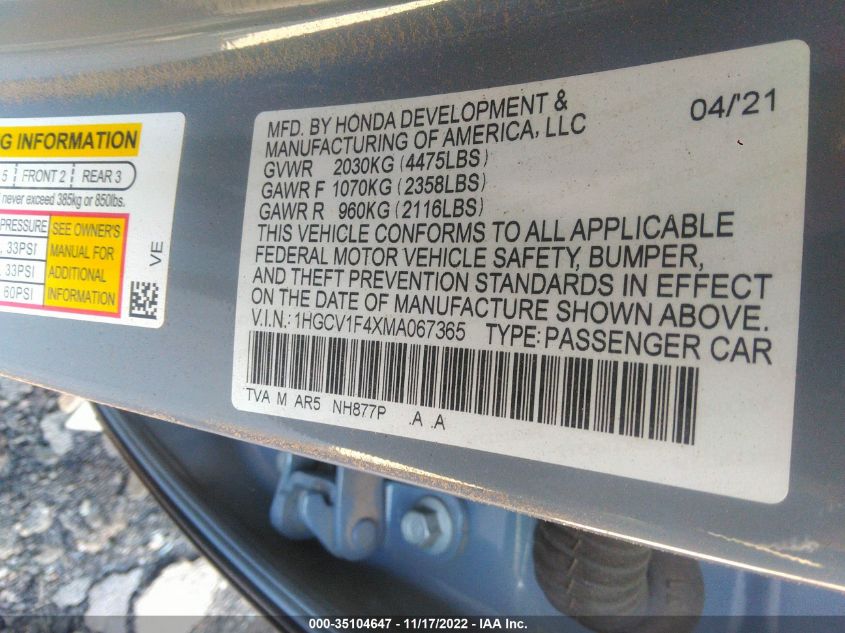 G INFORMATION
5 FRONT 2 REAR 3
never exceed 385kg or 850lbs.
PRESSURE
33PSI
33PSI
60PSI
SEE OWNER'S
MANUAL FOR
ADDITIONAL
INFORMATION
VE
MFD. BY HONDA DEVELOPMENT &
MANUFACTURING OF AMERICA, LLC
04/'21
GVWR 2030KG (4475LBS)
GAWR F 1070KG (2358LBS)
GAWR R 960KG (2116LBS)
THIS VEHICLE CONFORMS TO ALL APPLICABLE
FEDERAL MOTOR VEHICLE SAFETY, BUMPER,
AND THEFT PREVENTION STANDARDS IN EFFECT
ON THE DATE OF MANUFACTURE SHOWN ABOVE.
V.I.N.: 1HGCV1F4XMA067365 TYPE: PASSENGER CAR
TVA M AR5 NH877P .A .A
000-35104647 - 11/17/2022 - IAA Inc.